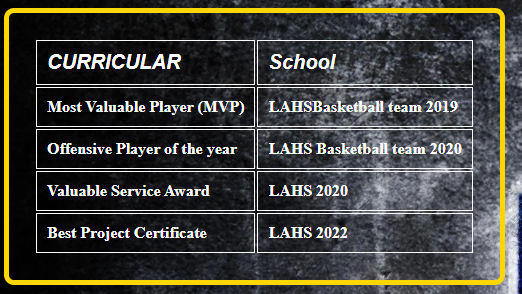 CURRICULAR School
Most Valuable Player (MVP) LAHSBasketball team 2019
Offensive Player of the year LAHS Basketball team 2020
Valuable Service Award LAHS 2020
Best Project Certificate LAHS 2022